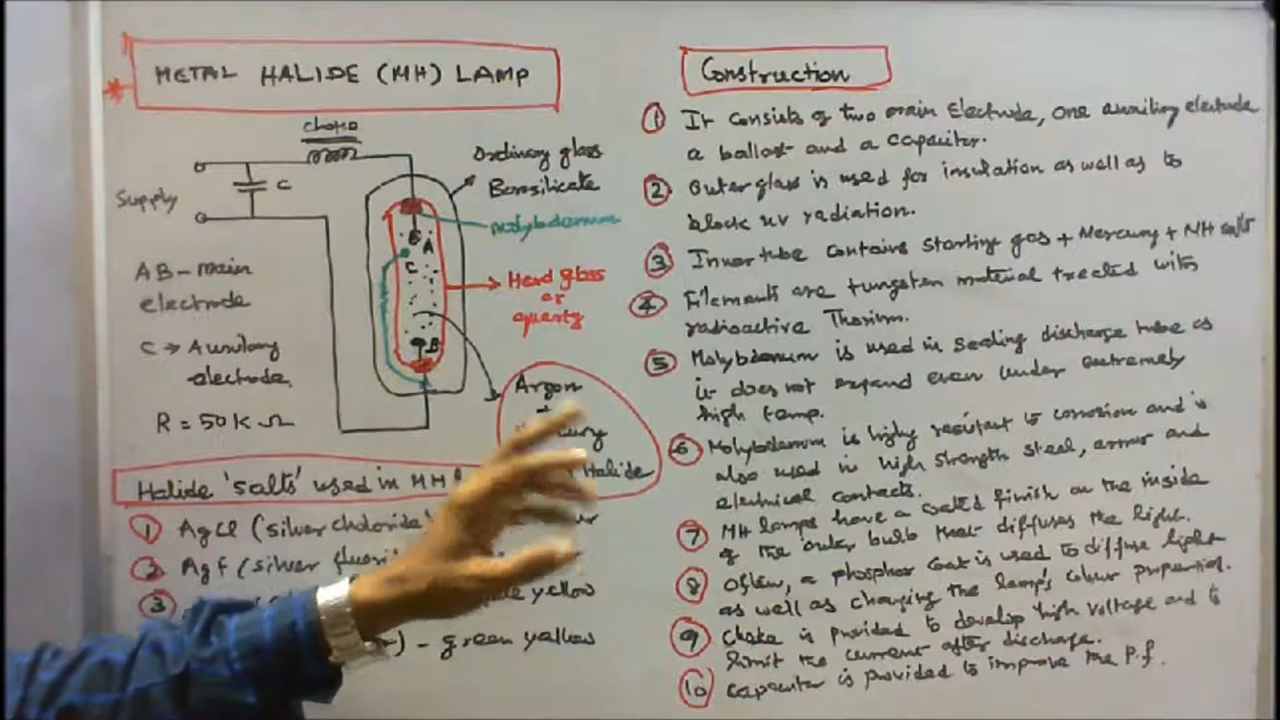 METAL HALIDE (MH) LAMP
choke
Supply
C
Ordinary glass
Borosilicate
molybdenum
A
C
B
Hard glass
or
quartz
AB - main
electrode
C → Auxiliary
electrode
R = 50K Ω
Argon
Halide
Halide 'salts' used in MH
1 AgCl (silver choloride
2 AgF (silver fluori
3
yellow
) - green yellow
Construction
1 It consists of two main Electrode, one auxiliary electrode
a ballast and a capacitor.
2 Outer glass is used for insulation as well as to
block uv radiation.
3 Inner tube contains starting gas + Mercury + MH salts
4 Filements are tungsten material treated with
radioactive Thorium.
5 Molybdenum is used in sealing discharge tube as
it does not expand even under extremely
high temp.
6 Molybdenum is highly resistant to corrosion and is
also used in high strength steel, armor and
electrical contacts.
7 MH lamps have a coated finish on the inside
of the outer bulb that diffuses the light.
8 Often, a phosphor coat is used to diffuse light
as well as changing the lamp's colour properties.
9 Choke is provided to develop high voltage and to
limit the current after discharge.
10 Capacitor is provided to improve the P.f.